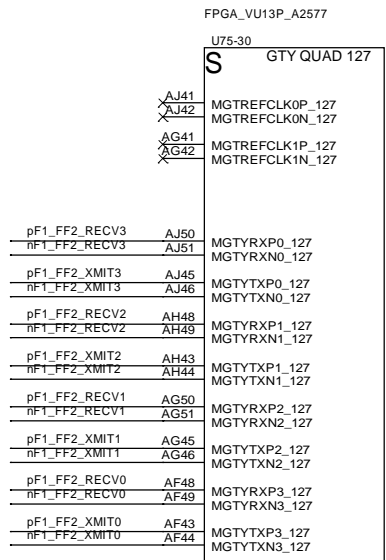 FPGA_VU13P_A2577
U75-30
S GTY QUAD 127
AJ41 MGTREFCLK0P_127
AJ42 MGTREFCLK0N_127
AG41 MGTREFCLK1P_127
AG42 MGTREFCLK1N_127
pF1_FF2_RECV3 AJ50 MGTYRXP0_127
nF1_FF2_RECV3 AJ51 MGTYRXN0_127
pF1_FF2_XMIT3 AJ45 MGTYTXP0_127
nF1_FF2_XMIT3 AJ46 MGTYTXN0_127
pF1_FF2_RECV2 AH48 MGTYRXP1_127
nF1_FF2_RECV2 AH49 MGTYRXN1_127
pF1_FF2_XMIT2 AH43 MGTYTXP1_127
nF1_FF2_XMIT2 AH44 MGTYTXN1_127
pF1_FF2_RECV1 AG50 MGTYRXP2_127
nF1_FF2_RECV1 AG51 MGTYRXN2_127
pF1_FF2_XMIT1 AG45 MGTYTXP2_127
nF1_FF2_XMIT1 AG46 MGTYTXN2_127
pF1_FF2_RECV0 AF48 MGTYRXP3_127
nF1_FF2_RECV0 AF49 MGTYRXN3_127
pF1_FF2_XMIT0 AF43 MGTYTXP3_127
nF1_FF2_XMIT0 AF44 MGTYTXN3_127